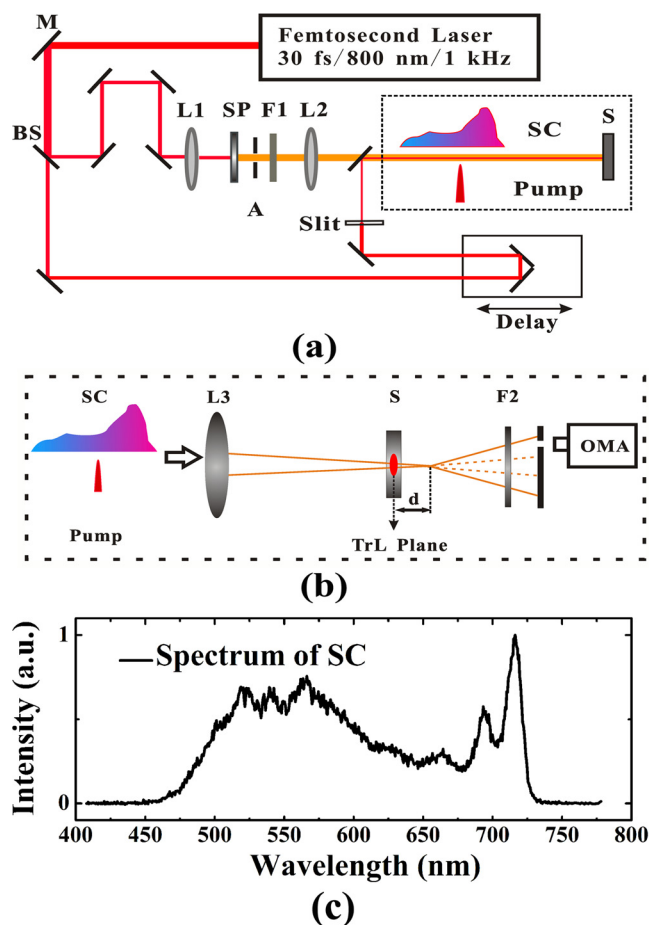 M
Femtosecond Laser
30 fs/800 nm/1 kHz
BS
L1
SP
F1
L2
SC
S
A
Pump
Slit
Delay
(a)
SC
L3
S
F2
OMA
d
Pump
TrL Plane
(b)
Intensity (a.u.)
1
0
Spectrum of SC
400 450 500 550 600 650 700 750 800
Wavelength (nm)
(c)